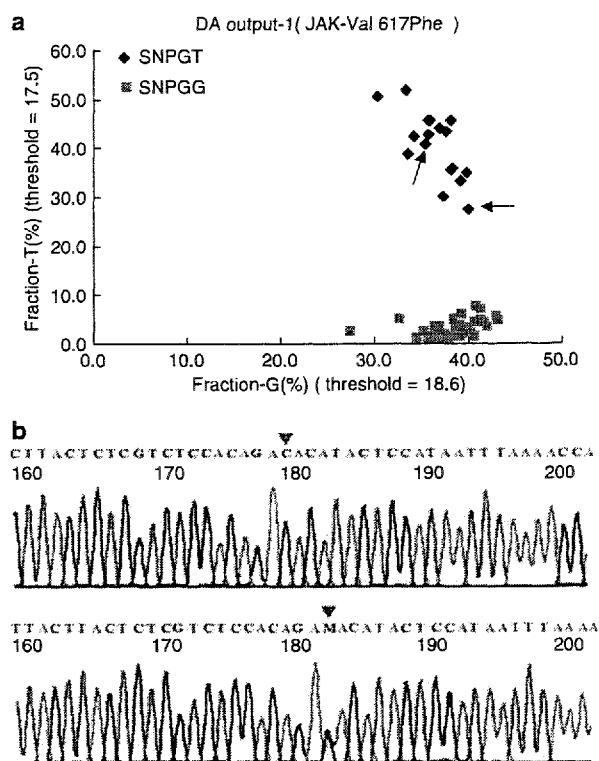 a
DA output-1( JAK-Val 617Phe )
60.0
50.0
40.0
30.0
20.0
10.0
0.0
Fraction-T(%) (threshold = 17.5)
SNPGT
SNPGG
0.0 10.0 20.0 30.0 40.0 50.0
Fraction-G(%) ( threshold = 18.6)
b
CTTACTCTCGTCTCCACAGACACATACTCCATAATTTAAAACCA
160 170 180 190 200
TTACTTACTCTCGTCTCCACAGAMACATACTCCATAATTTAAAA
160 170 180 190 200